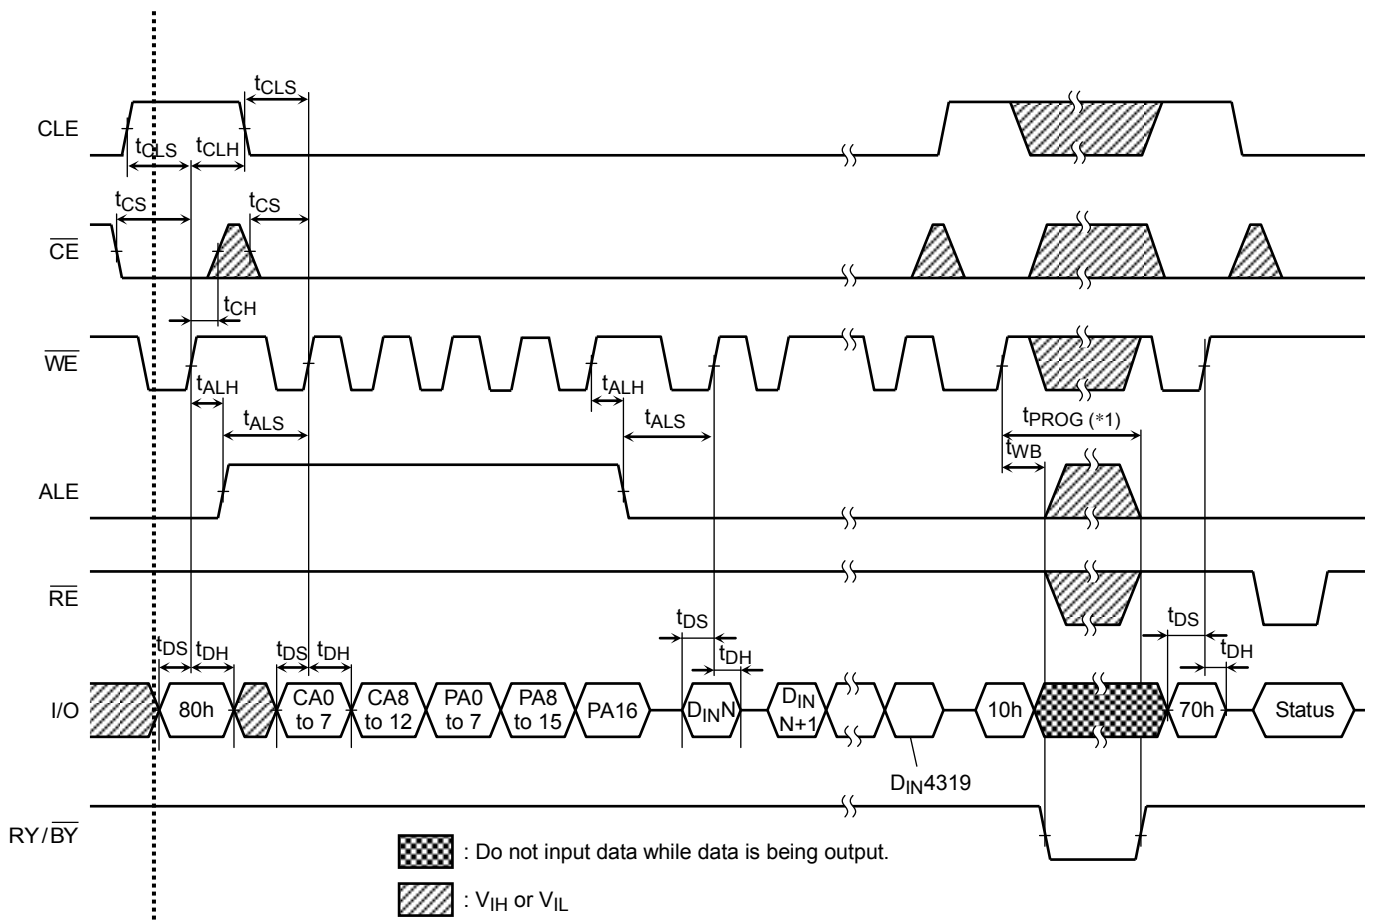 tCLS
CLE
tCLS tCLH
tCS tCS
CE
tCH
WE
tALH tALH
tALS tALS tPROG (*1)
tWB
ALE
RE
tDS tDH tDS tDH tDS tDH tDS tDH
I/O 80h CA0 to 7 CA8 to 12 PA0 to 7 PA8 to 15 PA16 DINN DIN N+1 10h 70h Status
DIN4319
RY/BY
: Do not input data while data is being output.
: VIH or VIL